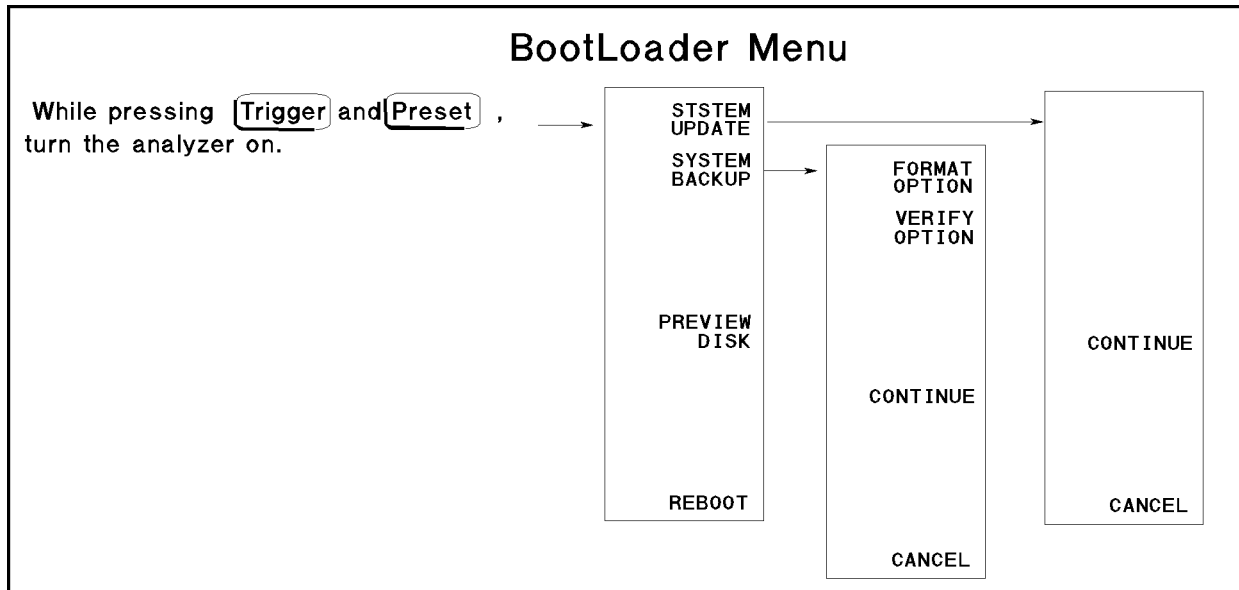 BootLoader Menu
While pressing Trigger and Preset ,
turn the analyzer on.
STSTEM
UPDATE
SYSTEM
BACKUP
PREVIEW
DISK
REBOOT
FORMAT
OPTION
VERIFY
OPTION
CONTINUE
CANCEL
CONTINUE
CANCEL